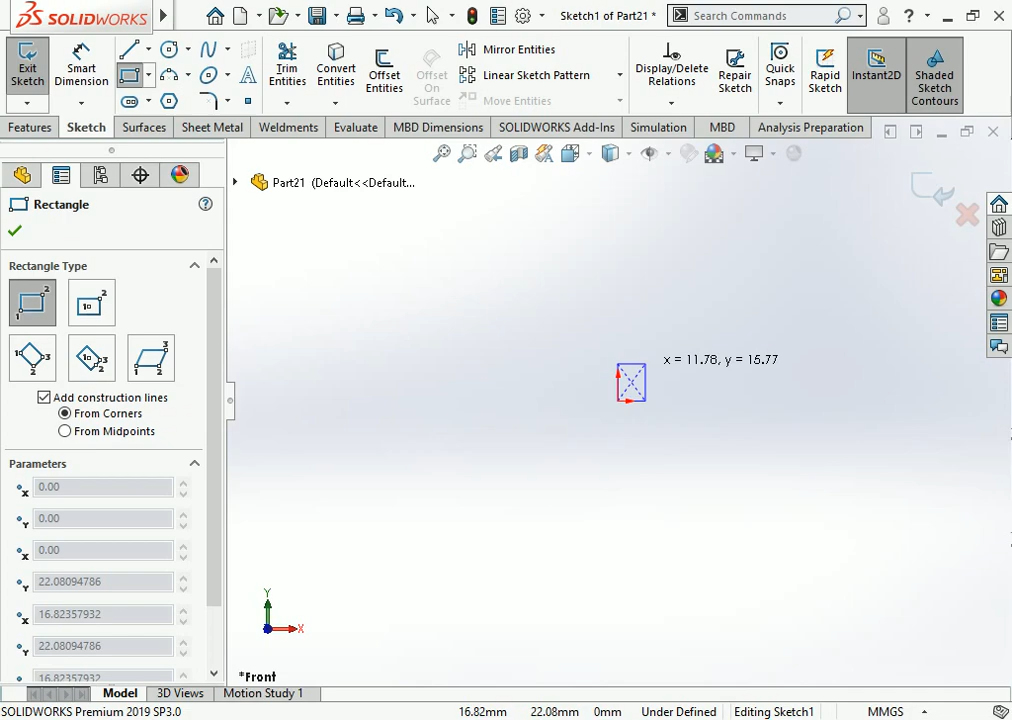 SOLIDWORKS
Sketch1 of Part21 *
Search Commands
?
Exit Sketch
Smart Dimension
Trim Entities
Convert Entities
Offset Entities
Offset On Surface
Mirror Entities
Linear Sketch Pattern
Move Entities
Display/Delete Relations
Repair Sketch
Quick Snaps
Rapid Sketch
Instant2D
Shaded Sketch Contours
Features
Sketch
Surfaces
Sheet Metal
Weldments
Evaluate
MBD Dimensions
SOLIDWORKS Add-Ins
Simulation
MBD
Analysis Preparation
Part21 (Default<<Default...
Rectangle
Rectangle Type
Add construction lines
From Corners
From Midpoints
Parameters
0.00
0.00
0.00
22.08094786
16.82357932
22.08094786
16.82357932
x = 11.78, y = 15.77
Y
X
*Front
Model
3D Views
Motion Study 1
SOLIDWORKS Premium 2019 SP3.0
16.82mm
22.08mm
0mm
Under Defined
Editing Sketch1
MMGS